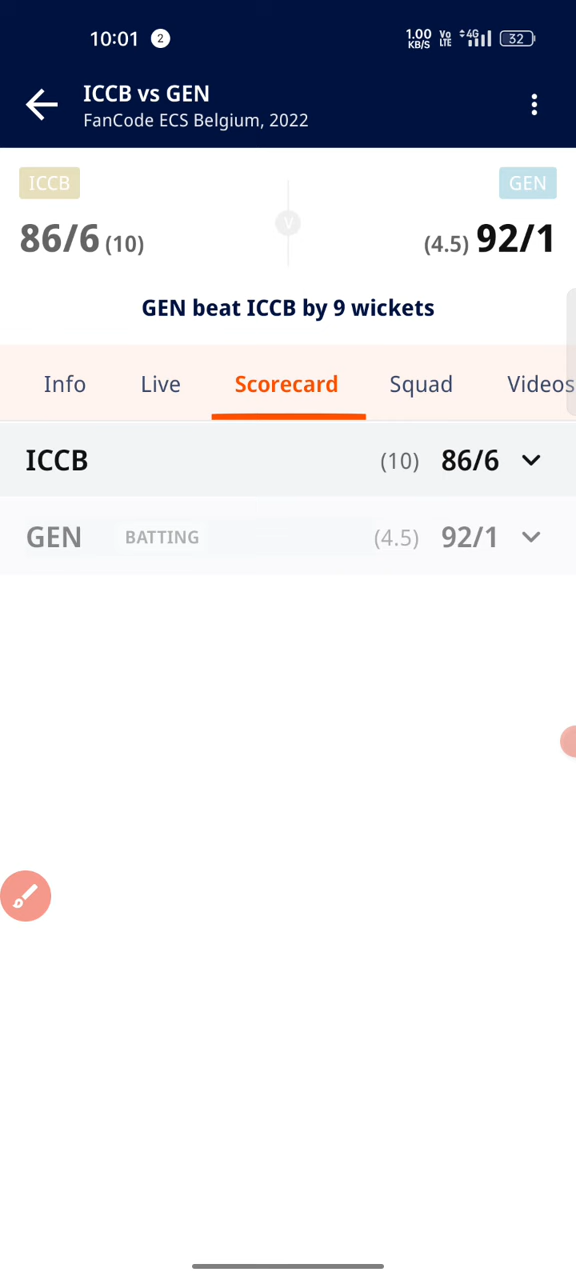 10:01 2 1.00 KB/S Vo LTE 4G 32
ICCB vs GEN
FanCode ECS Belgium, 2022
ICCB GEN
V
86/6 (10) (4.5) 92/1
GEN beat ICCB by 9 wickets
Info Live Scorecard Squad Videos
ICCB (10) 86/6
GEN BATTING (4.5) 92/1